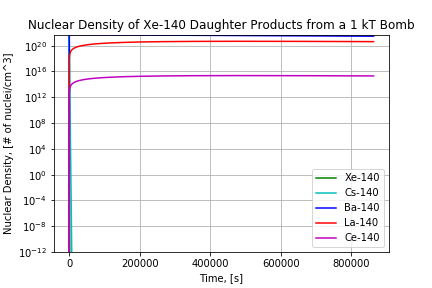 Nuclear Density of Xe-140 Daughter Products from a 1 kT Bomb
Nuclear Density, [# of nuclei/cm^3]
10^20
10^16
10^12
10^8
10^4
10^0
10^−4
10^−8
10^−12
Xe-140
Cs-140
Ba-140
La-140
Ce-140
0 200000 400000 600000 800000
Time, [s]